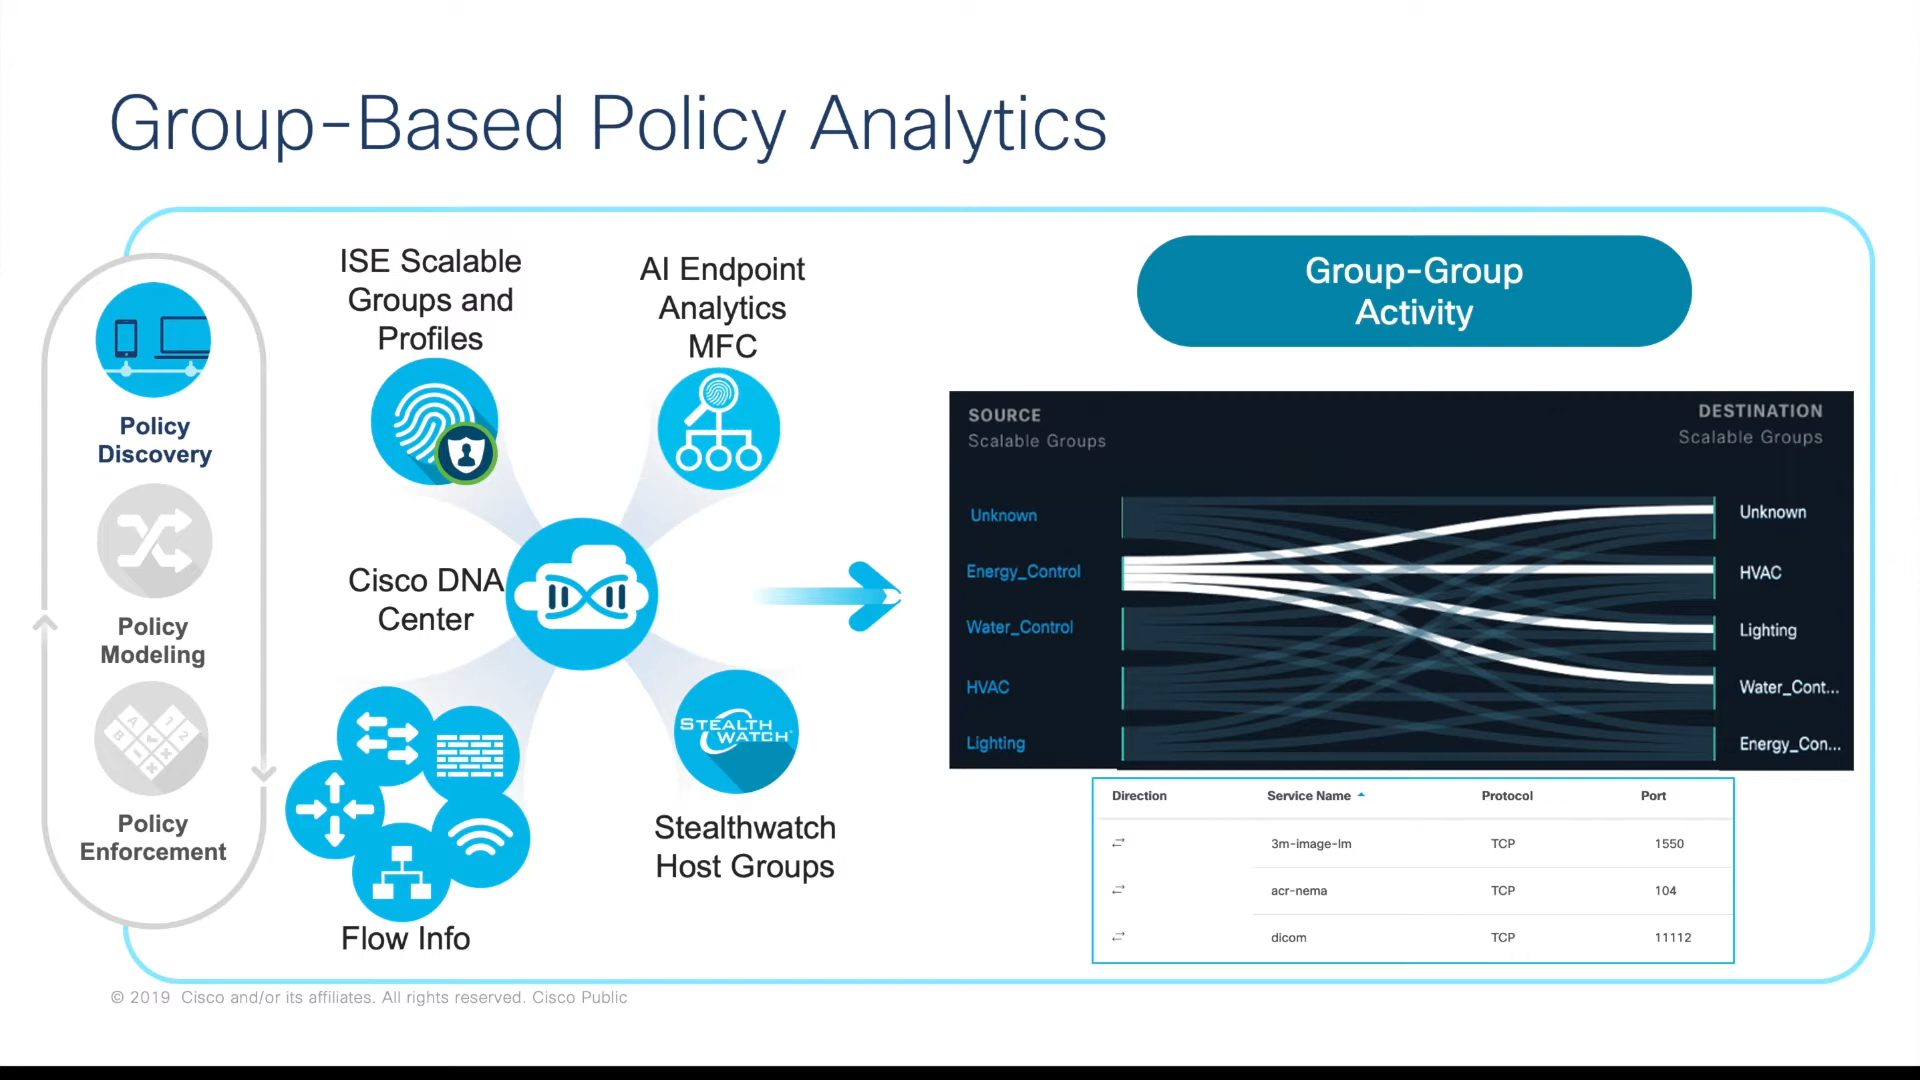 Group-Based Policy Analytics
Policy
Discovery
Policy
Modeling
Policy
Enforcement
ISE Scalable
Groups and
Profiles
AI Endpoint
Analytics
MFC
Cisco DNA
Center
STEALTH
WATCH
Stealthwatch
Host Groups
Flow Info
Group-Group
Activity
SOURCE
Scalable Groups
DESTINATION
Scalable Groups
Unknown
Energy_Control
Water_Control
HVAC
Lighting
Unknown
HVAC
Lighting
Water_Cont...
Energy_Con...
Direction Service Name Protocol Port
3m-image-lm TCP 1550
acr-nema TCP 104
dicom TCP 11112
© 2019 Cisco and/or its affiliates. All rights reserved. Cisco Public